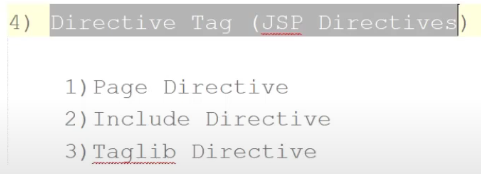 4) Directive Tag (JSP Directives)
1)Page Directive
2)Include Directive
3)Taglib Directive